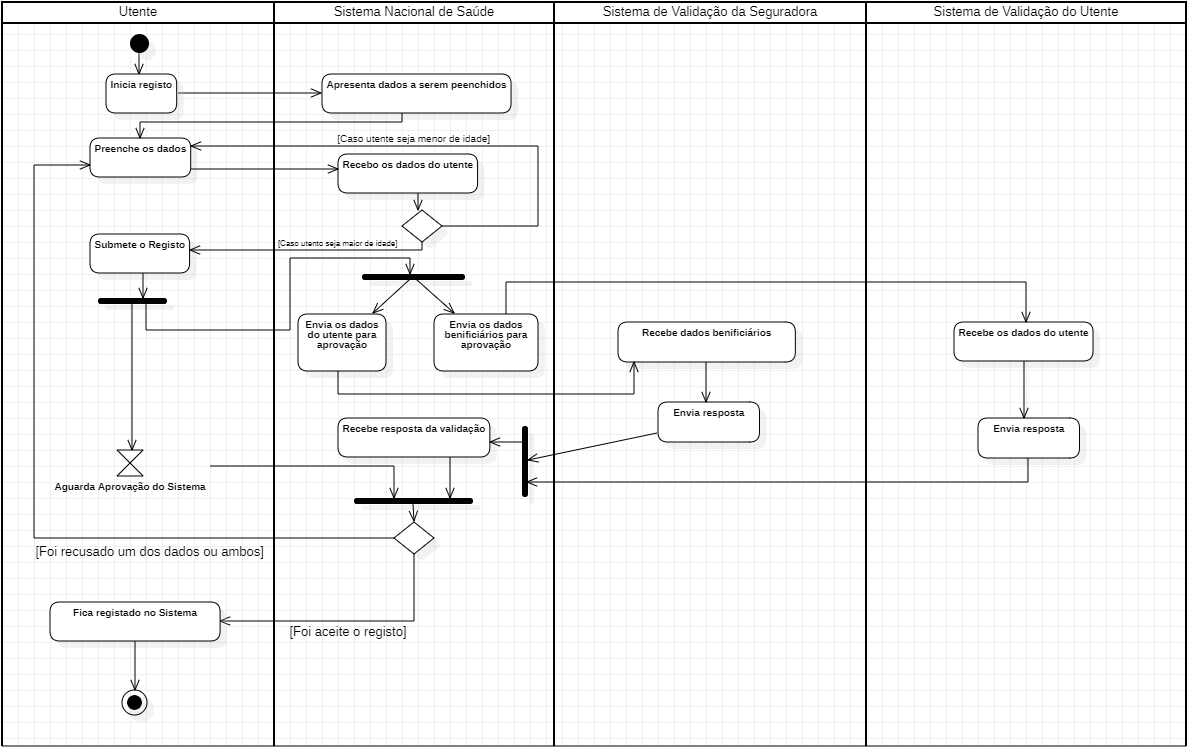 Utente
Sistema Nacional de Saúde
Sistema de Validação da Seguradora
Sistema de Validação do Utente
Inicia registo
Apresenta dados a serem peenchidos
[Caso utente seja menor de idade]
Preenche os dados
Recebo os dados do utente
Submete o Registo
[Caso utento seja maior de idade]
Envia os dados
do utente para
aprovação
Envia os dados
benificiários para
aprovação
Recebe dados benificiários
Recebe os dados do utente
Envia resposta
Recebe resposta da validação
Envia resposta
Aguarda Aprovação do Sistema
[Foi recusado um dos dados ou ambos]
Fica registado no Sistema
[Foi aceite o registo]